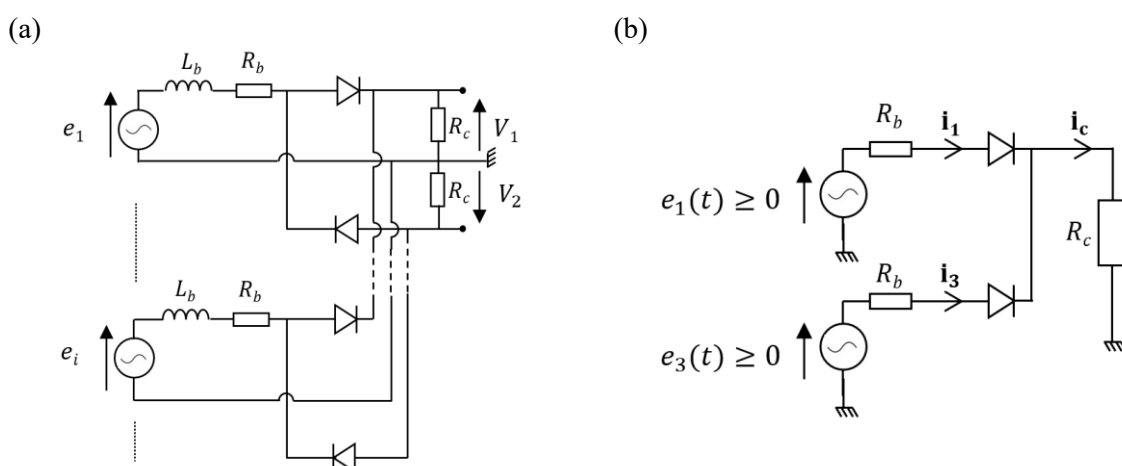 (a)
(b)
L_b
R_b
e_1
R_c
V_1
R_c
V_2
L_b
R_b
e_i
R_b
i_1
i_c
e_1(t) ≥ 0
R_c
R_b
i_3
e_3(t) ≥ 0